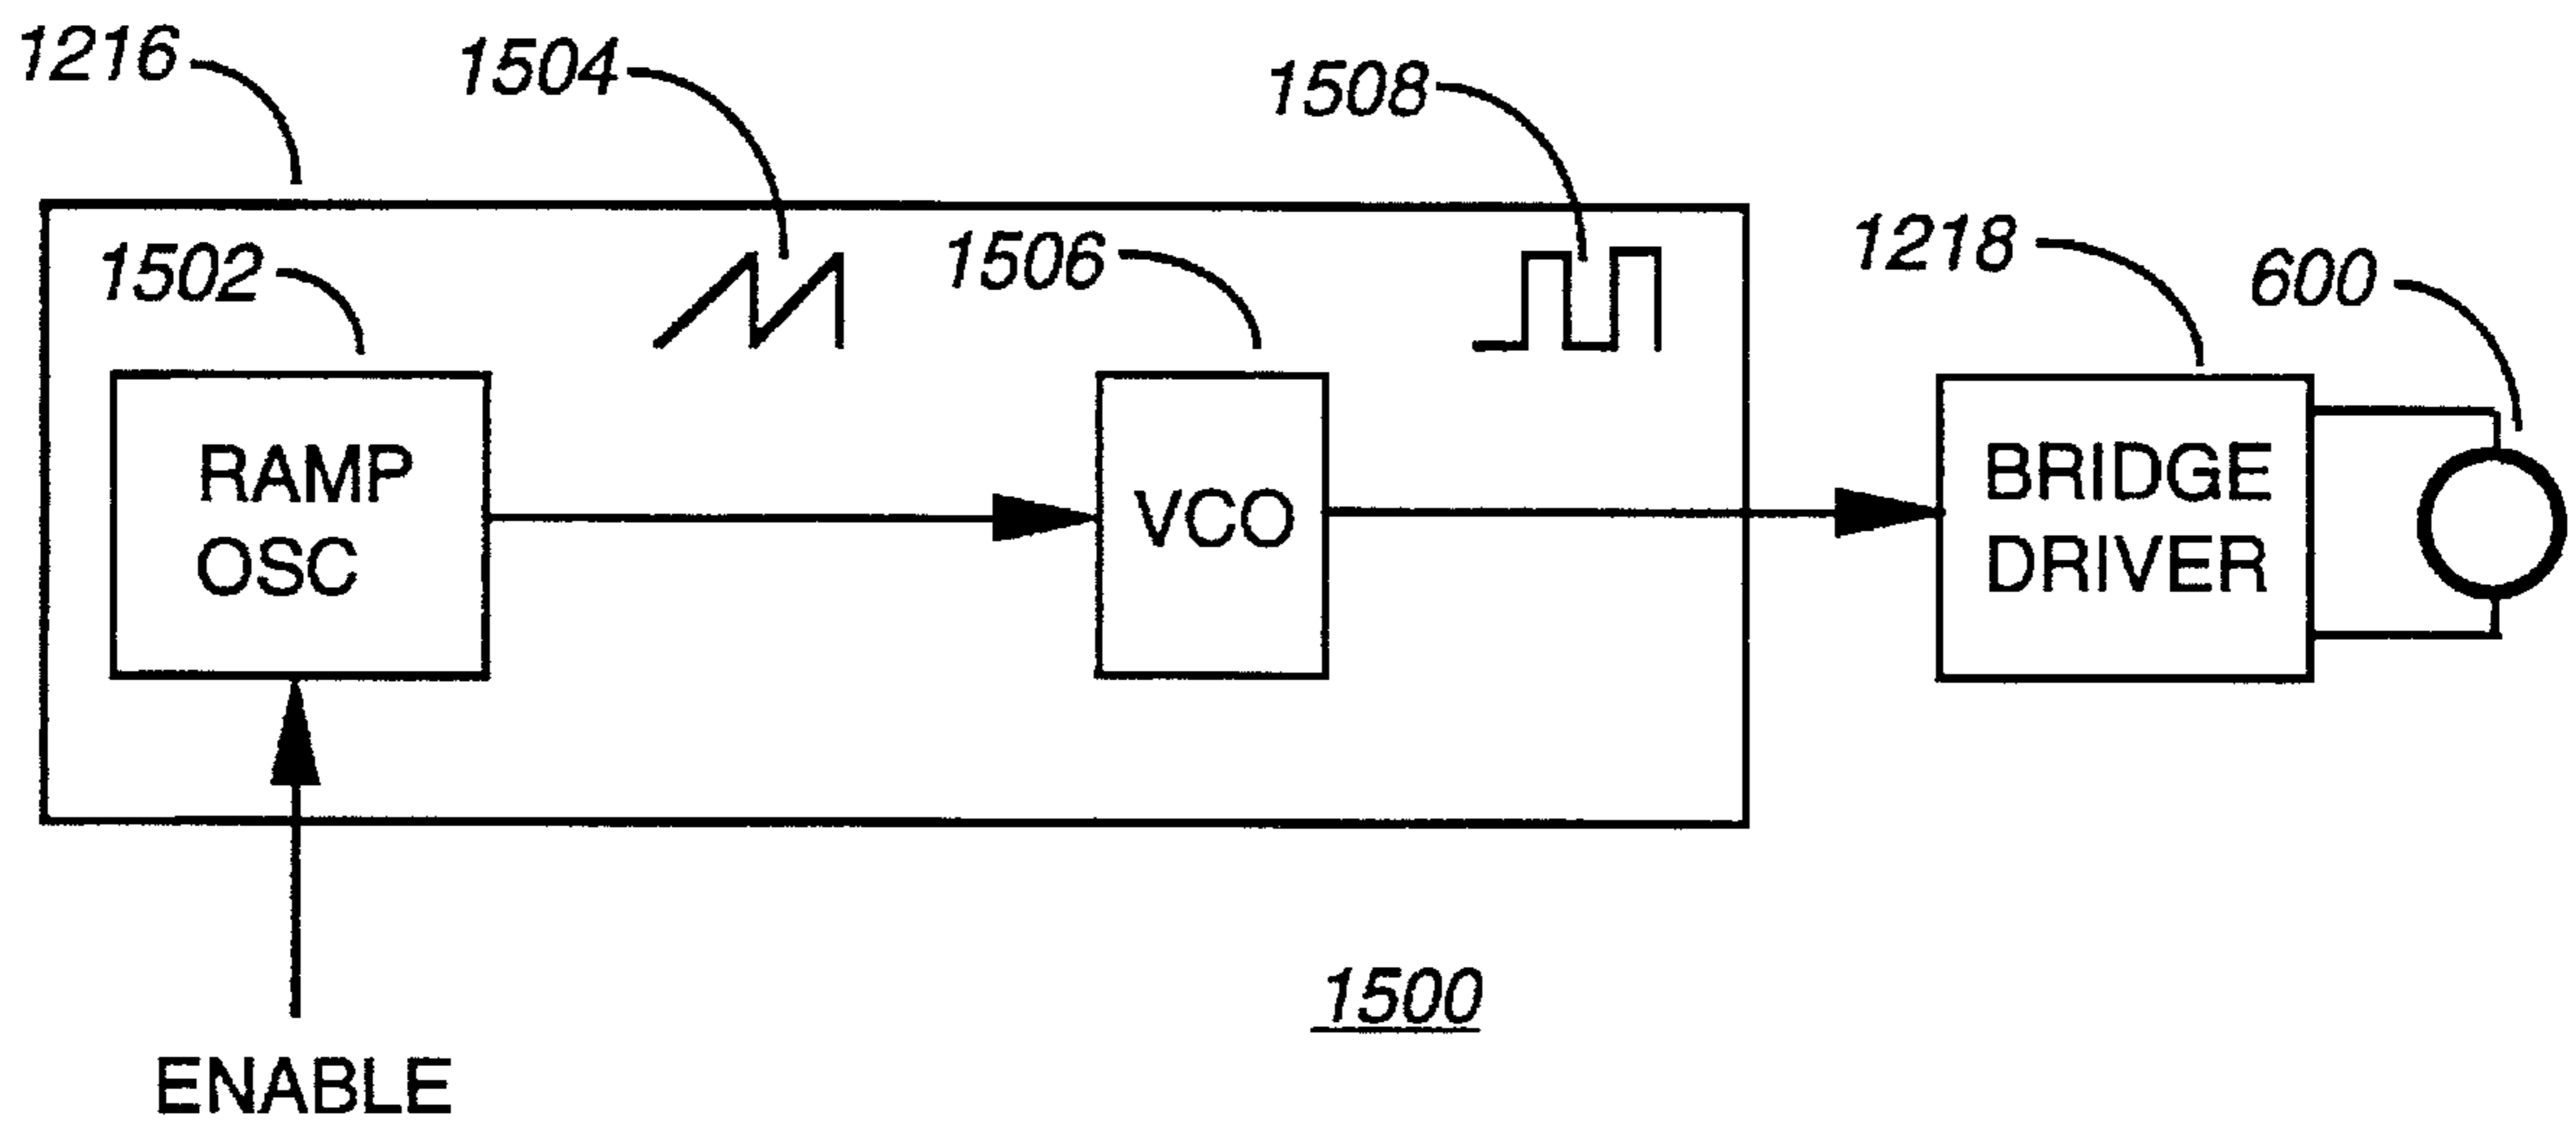 1216
1504
1508
1502
1506
1218
600
RAMP
OSC
VCO
BRIDGE
DRIVER
1500
ENABLE